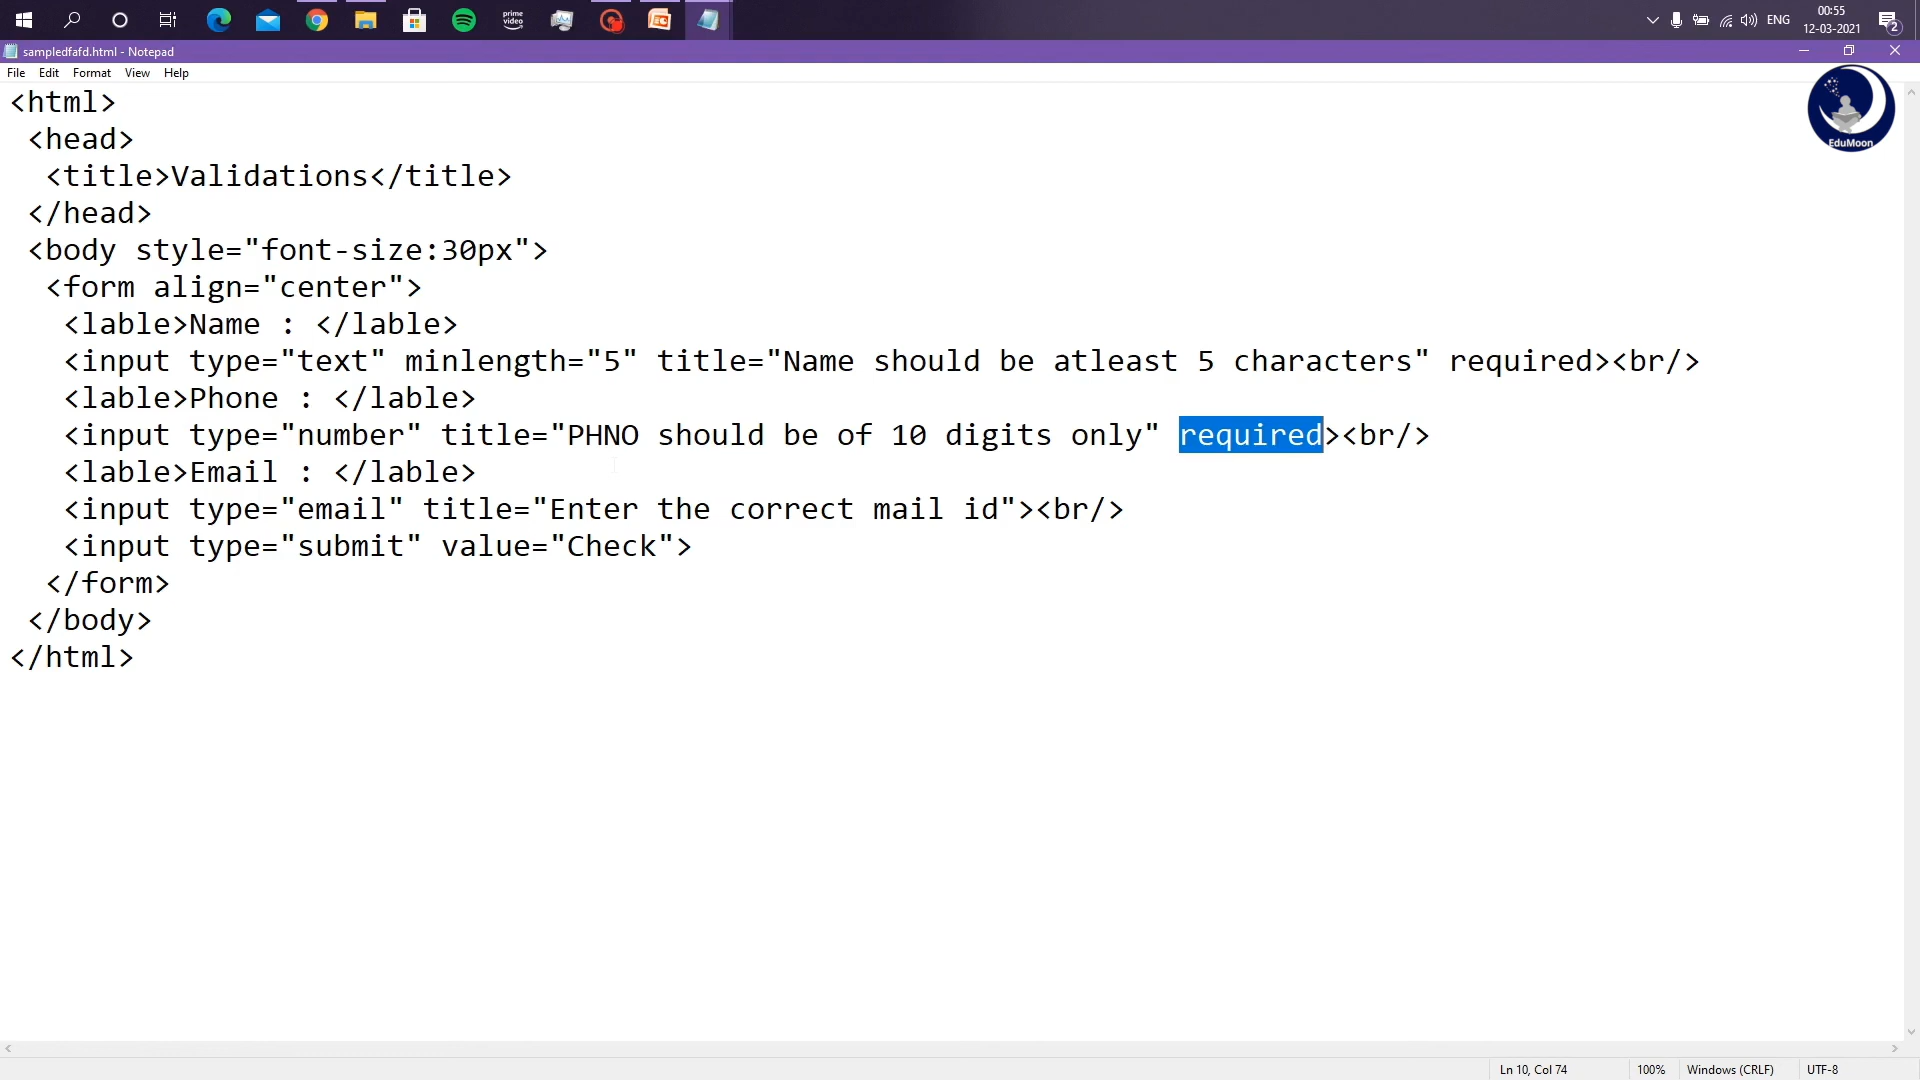 prime video
ENG
00:55
12-03-2021
2
sampledfafd.html - Notepad
File Edit Format View Help
EduMoon
<html>
 <head>
  <title>Validations</title>
 </head>
 <body style="font-size:30px">
  <form align="center">
   <lable>Name : </lable>
   <input type="text" minlength="5" title="Name should be atleast 5 characters" required><br/>
   <lable>Phone : </lable>
   <input type="number" title="PHNO should be of 10 digits only" required><br/>
   <lable>Email : </lable>
   <input type="email" title="Enter the correct mail id"><br/>
   <input type="submit" value="Check">
  </form>
 </body>
</html>
Ln 10, Col 74 100% Windows (CRLF) UTF-8